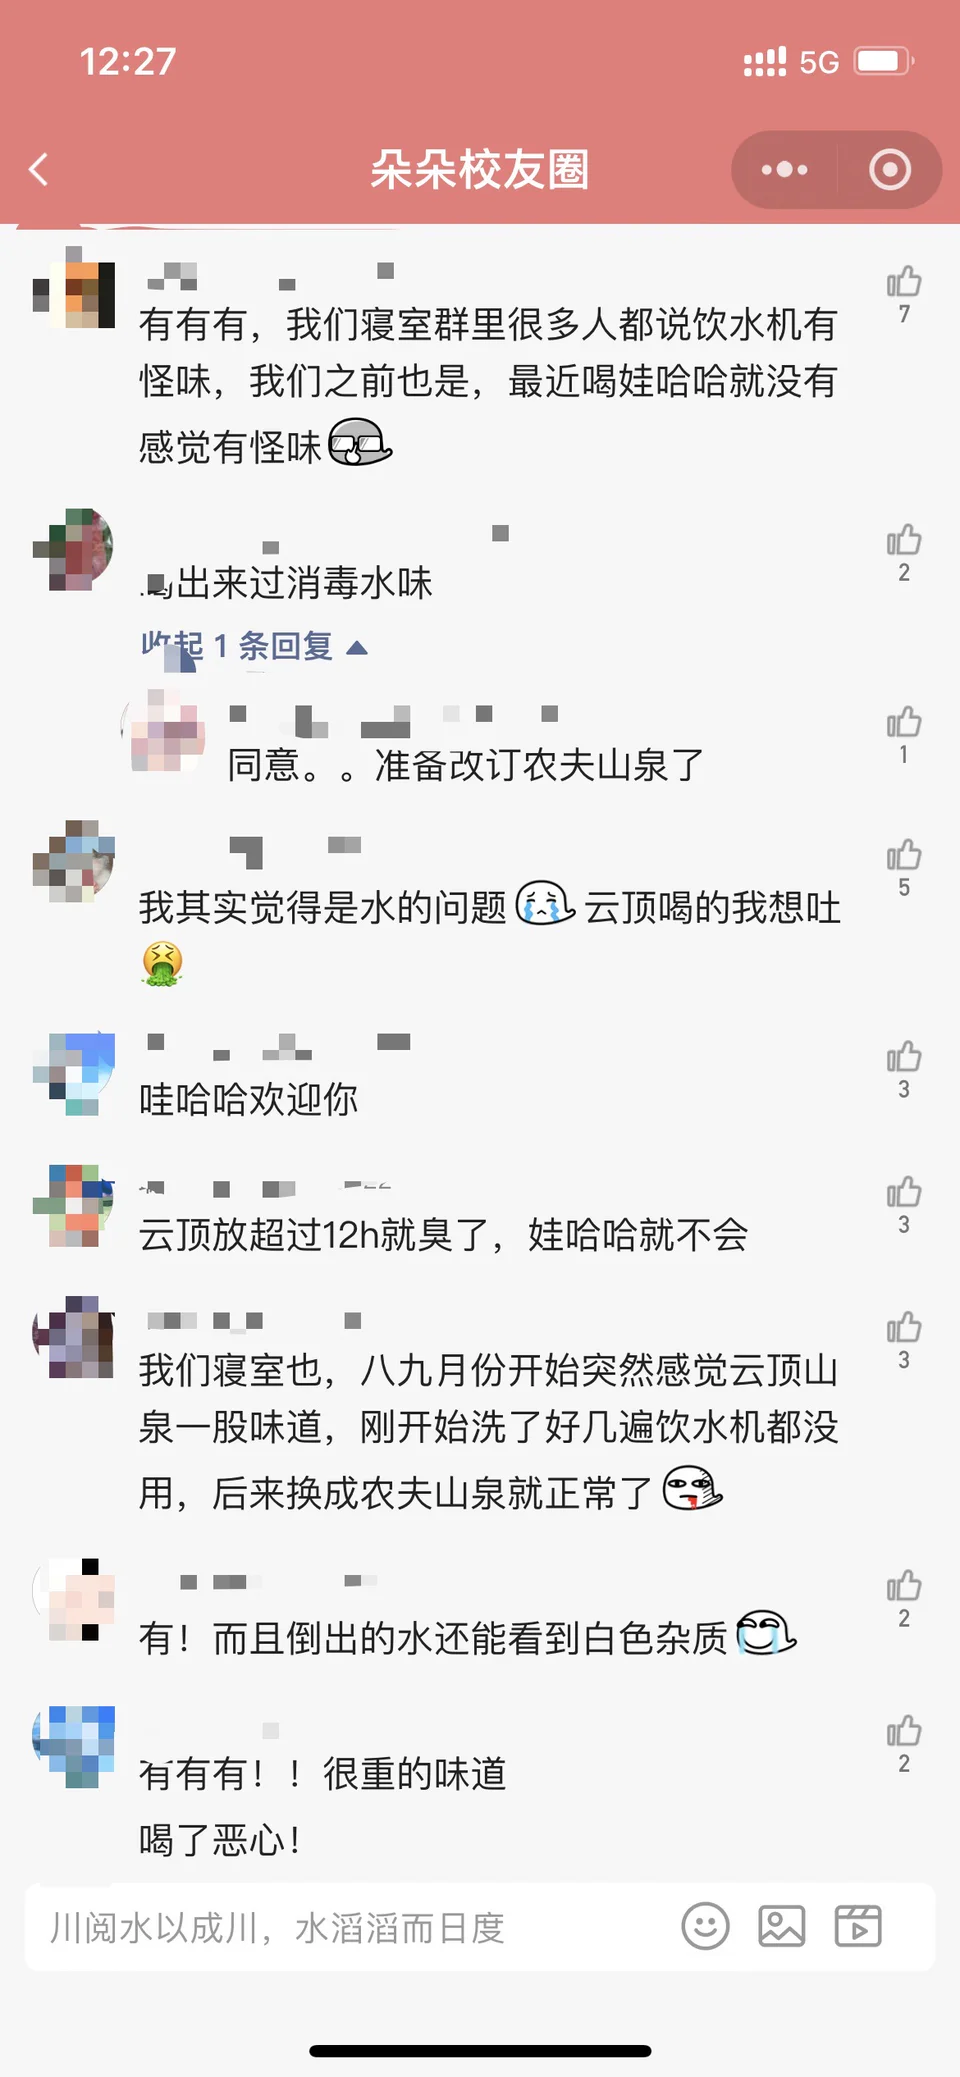 12:27
5G
朵朵校友圈
有有有，我们寝室群里很多人都说饮水机有
怪味，我们之前也是，最近喝娃哈哈就没有
感觉有怪味
7
出来过消毒水味
2
收起 1 条回复
同意。。准备改订农夫山泉了
1
我其实觉得是水的问题 云顶喝的我想吐
5
哇哈哈欢迎你
3
云顶放超过12h就臭了，娃哈哈就不会
3
我们寝室也，八九月份开始突然感觉云顶山
泉一股味道，刚开始洗了好几遍饮水机都没
用，后来换成农夫山泉就正常了
3
有！而且倒出的水还能看到白色杂质
2
有有有！！很重的味道
喝了恶心！
2
川阅水以成川，水滔滔而日度